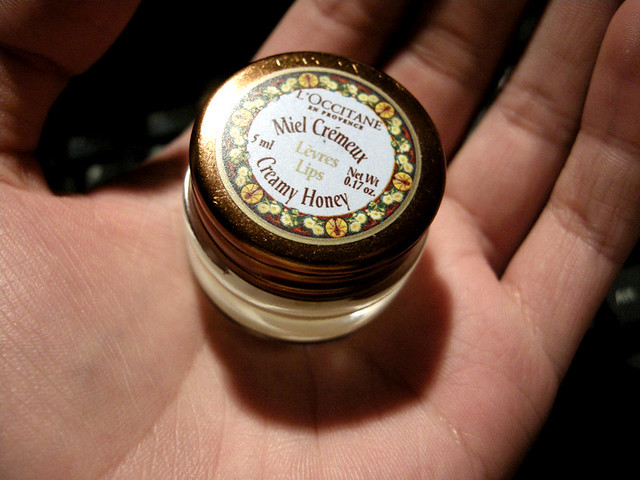 L'OCCITANE
EN PROVENCE
Miel Crémeux
5 ml
Lèvres
Lips
Net Wt
0.17 oz.
Creamy Honey